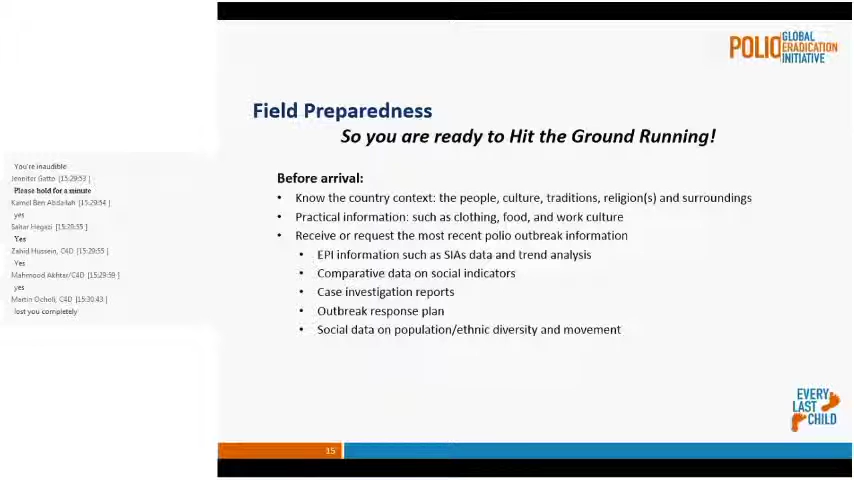 POLIO GLOBAL
ERADICATION
INITIATIVE
Field Preparedness
So you are ready to Hit the Ground Running!
Before arrival:
• Know the country context: the people, culture, traditions, religion(s) and surroundings
• Practical information: such as clothing, food, and work culture
• Receive or request the most recent polio outbreak information
• EPI information such as SIAs data and trend analysis
• Comparative data on social indicators
• Case investigation reports
• Outbreak response plan
• Social data on population/ethnic diversity and movement
EVERY
LAST
CHILD
15
You're inaudible
Jennifer Gatto [15:29:53 ]
Please hold for a minute
Kamel Ben Abdallah [15:29:54 ]
yes
Sahar Hegazi [15:29:55 ]
Yes
Zahid Hussein, C4D [15:29:55 ]
Yes
Mahmood Akhtar/C4D [15:29:59 ]
yes
Martin Ocholi, C4D [15:30:43 ]
lost you completely